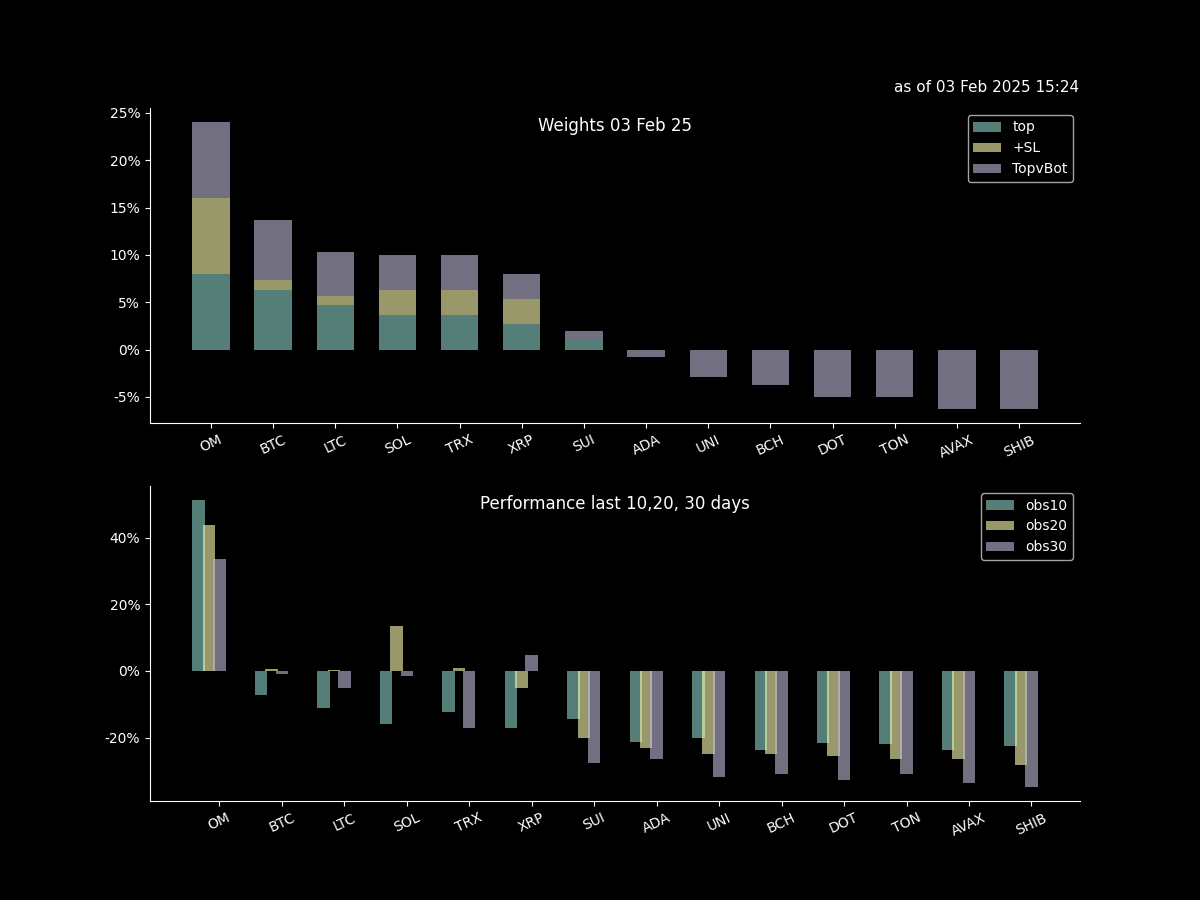 as of 03 Feb 2025 15:24
Weights 03 Feb 25
top
+SL
TopvBot
25%
20%
15%
10%
5%
0%
-5%
OM BTC LTC SOL TRX XRP SUI ADA UNI BCH DOT TON AVAX SHIB
Performance last 10,20, 30 days
obs10
obs20
obs30
40%
20%
0%
-20%
OM BTC LTC SOL TRX XRP SUI ADA UNI BCH DOT TON AVAX SHIB